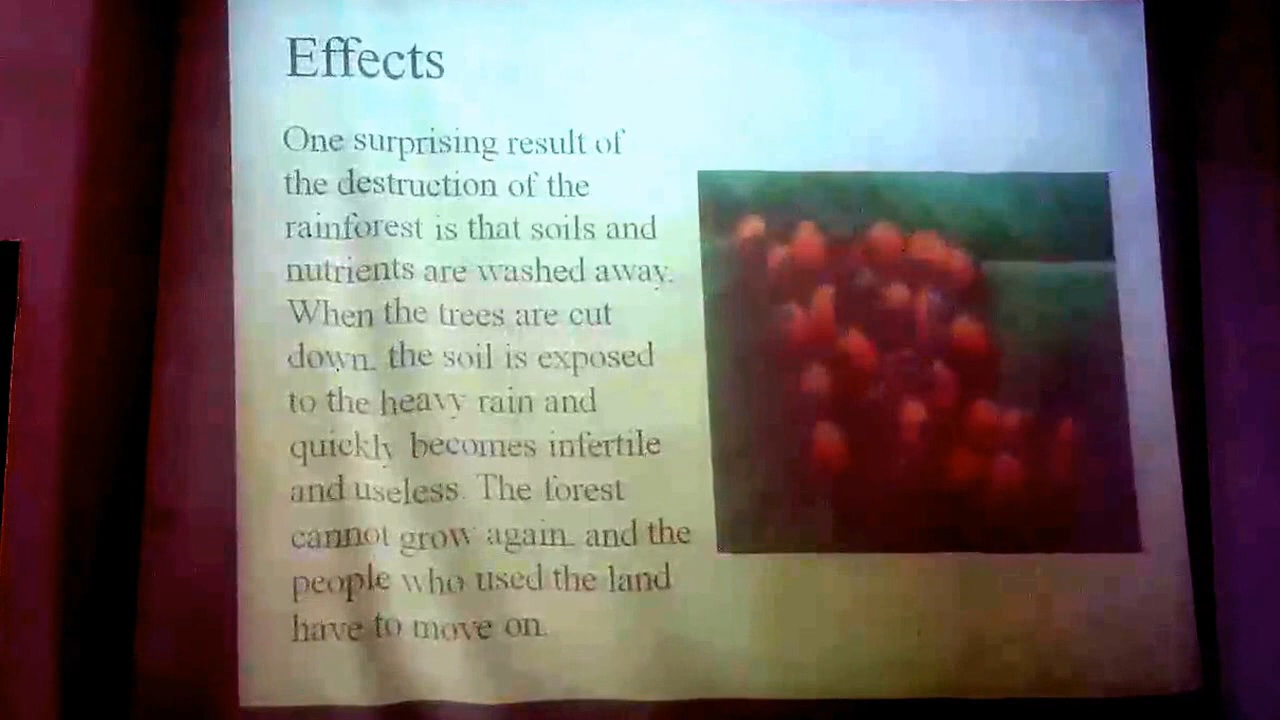 Effects
One surprising result of
the destruction of the
rainforest is that soils and
nutrients are washed away.
When the trees are cut
down, the soil is exposed
to the heavy rain and
quickly becomes infertile
and useless. The forest
cannot grow again, and the
people who used the land
have to move on.